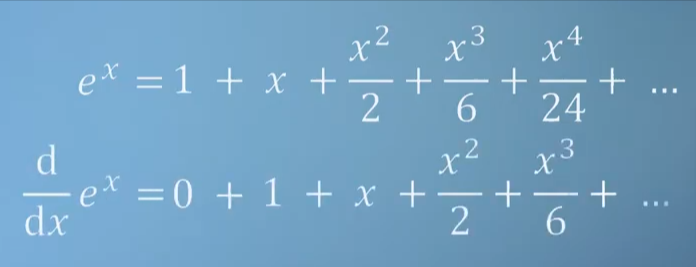 e^x = 1 + x + x^2/2 + x^3/6 + x^4/24 + ...
d/dx e^x = 0 + 1 + x + x^2/2 + x^3/6 + ...